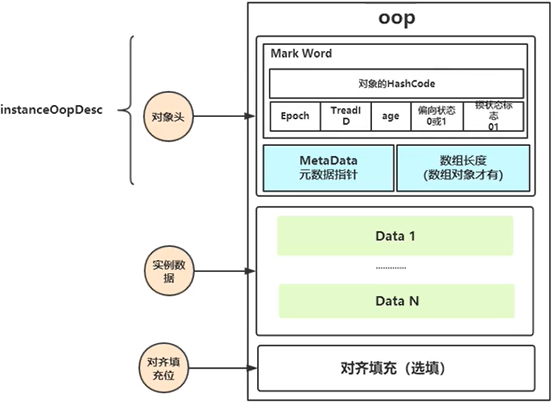 oop
instanceOopDesc
对象头
Mark Word
对象的HashCode
Epoch
TreadI
D
age
偏向状态
0或1
锁状态标
志
01
MetaData
元数据指针
数组长度
(数组对象才有)
实例数
据
Data 1
.............
Data N
对齐填
充位
对齐填充（选填）